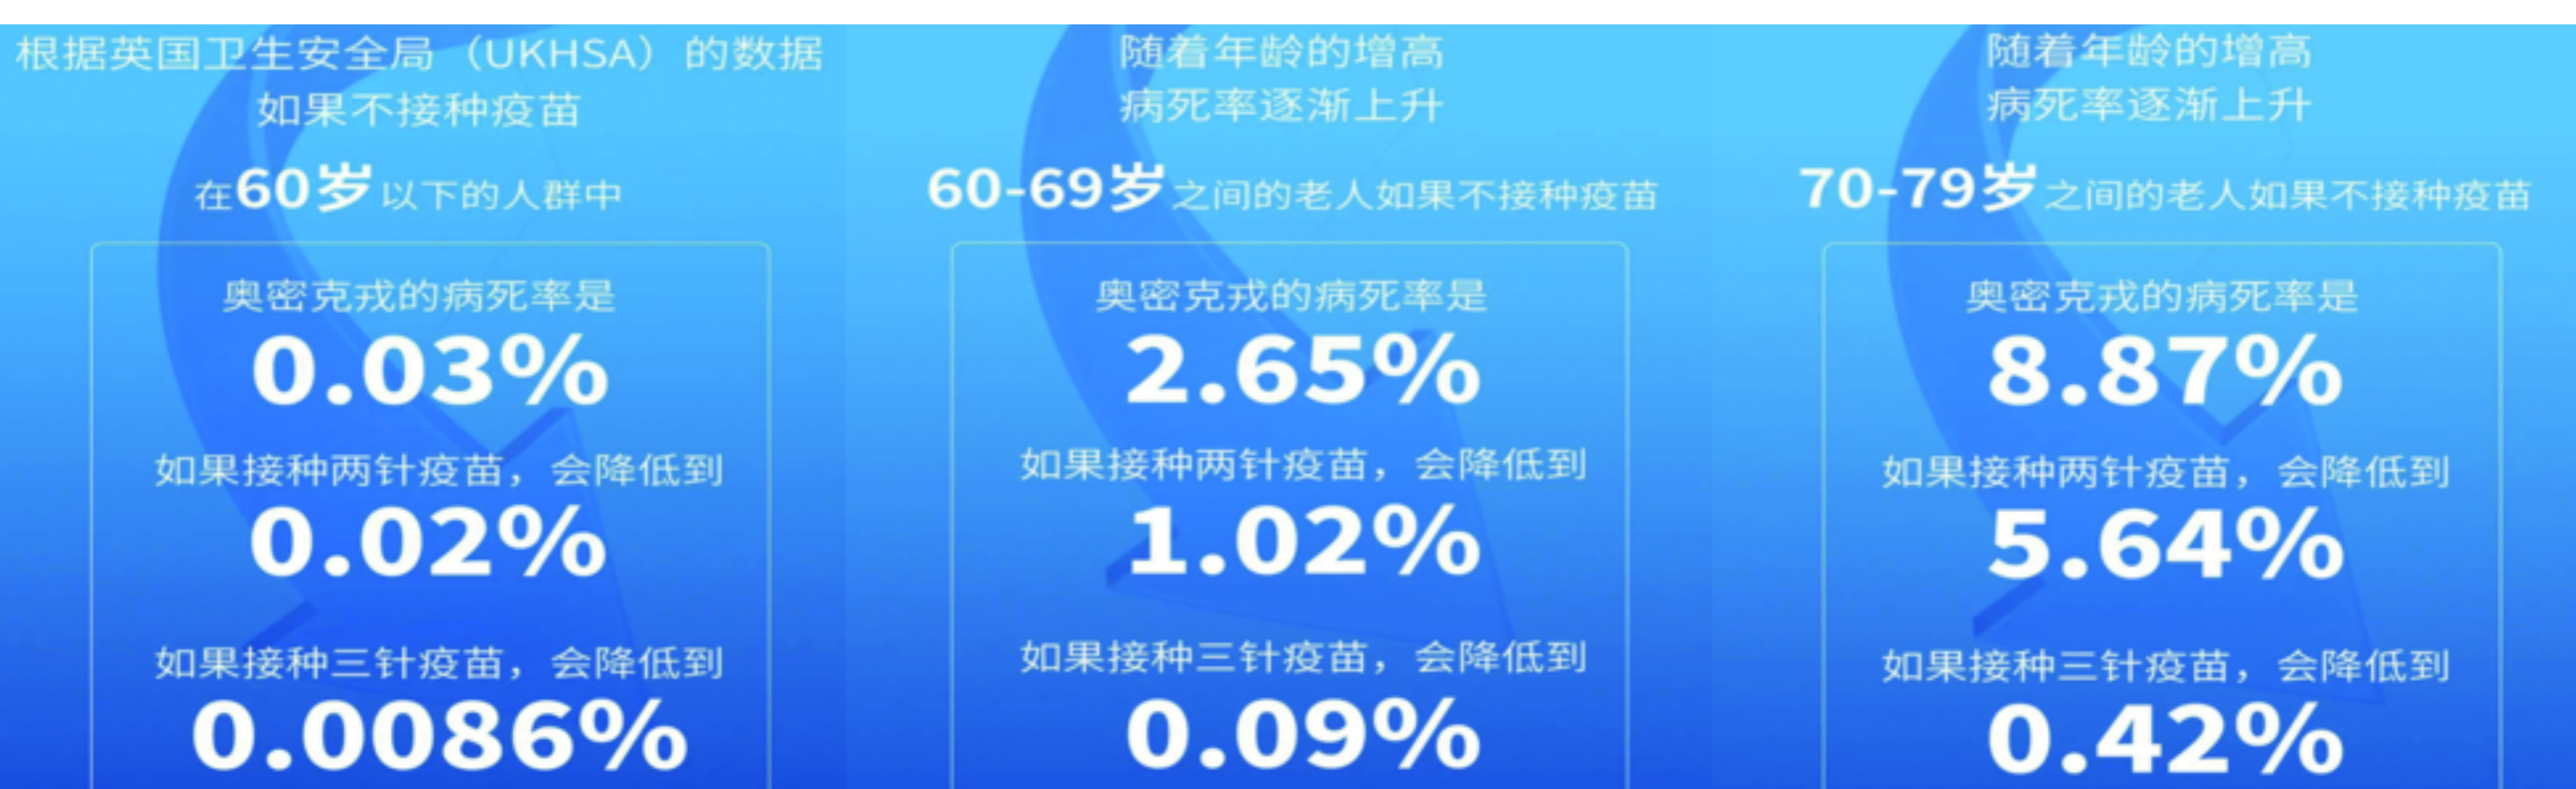 根据英国卫生安全局（UKHSA）的数据
如果不接种疫苗
在60岁以下的人群中
奥密克戎的病死率是
0.03%
如果接种两针疫苗，会降低到
0.02%
如果接种三针疫苗，会降低到
0.0086%
随着年龄的增高
病死率逐渐上升
60-69岁之间的老人如果不接种疫苗
奥密克戎的病死率是
2.65%
如果接种两针疫苗，会降低到
1.02%
如果接种三针疫苗，会降低到
0.09%
随着年龄的增高
病死率逐渐上升
70-79岁之间的老人如果不接种疫苗
奥密克戎的病死率是
8.87%
如果接种两针疫苗，会降低到
5.64%
如果接种三针疫苗，会降低到
0.42%